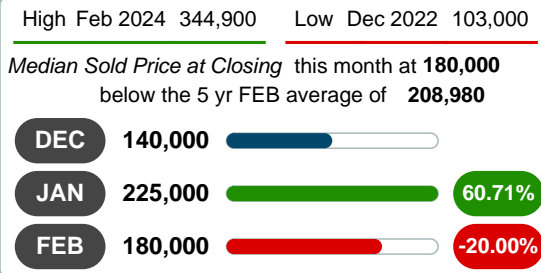 High Feb 2024 344,900 Low Dec 2022 103,000
Median Sold Price at Closing this month at 180,000
below the 5 yr FEB average of 208,980
DEC 140,000
JAN 225,000 60.71%
FEB 180,000 -20.00%